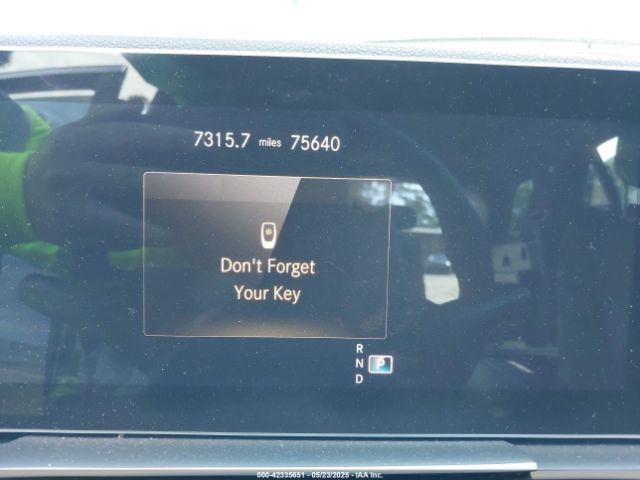 7315.7 miles 75640
Don't Forget
Your Key
R
N P
D
000-42335651 - 05/23/2025 - IAA Inc.